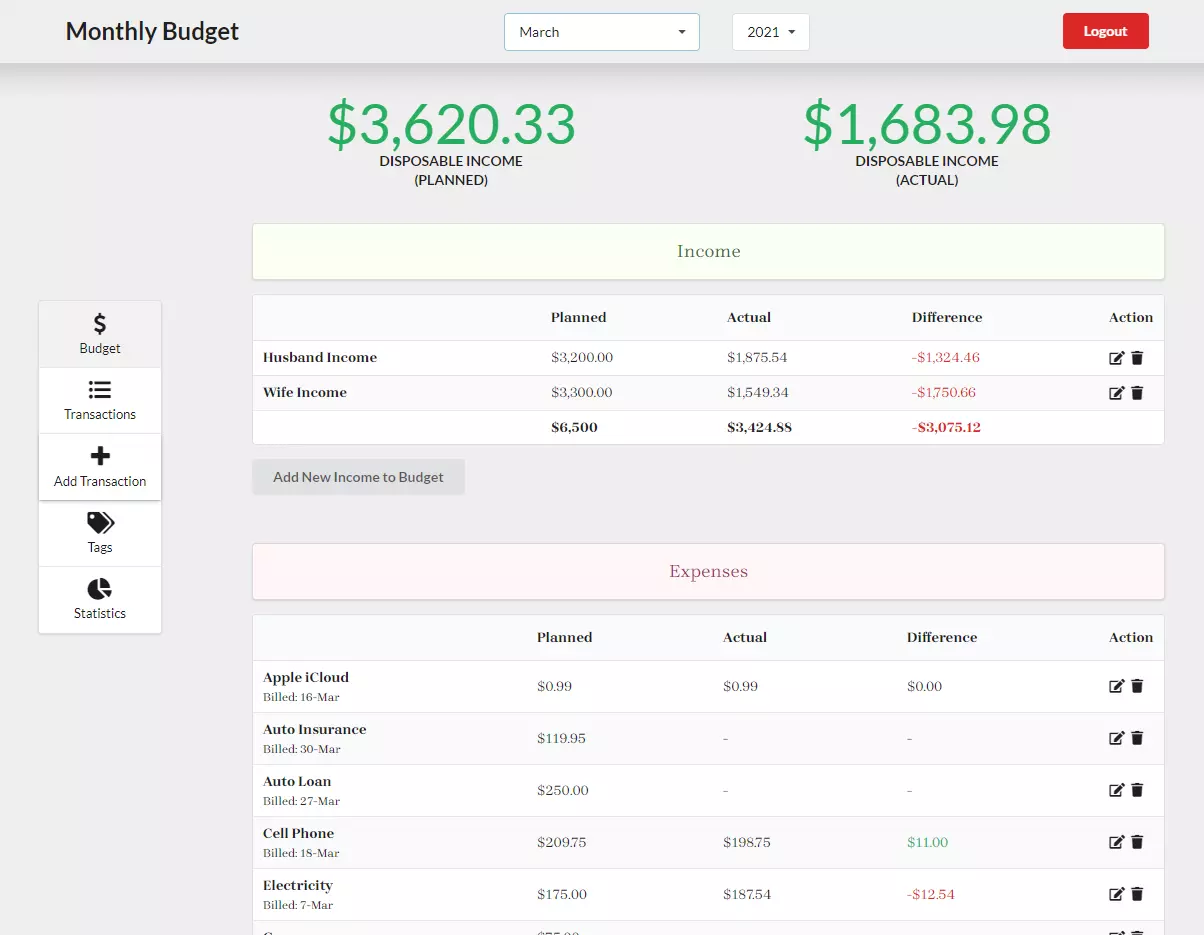 Monthly Budget
March
2021
Logout
$3,620.33
DISPOSABLE INCOME
(PLANNED)
$1,683.98
DISPOSABLE INCOME
(ACTUAL)
Budget
Transactions
Add Transaction
Tags
Statistics
Income
Planned Actual Difference Action
Husband Income $3,200.00 $1,875.54 -$1,324.46
Wife Income $3,300.00 $1,549.34 -$1,750.66
$6,500 $3,424.88 -$3,075.12
Add New Income to Budget
Expenses
Planned Actual Difference Action
Apple iCloud
Billed: 16-Mar
$0.99 $0.99 $0.00
Auto Insurance
Billed: 30-Mar
$119.95 - -
Auto Loan
Billed: 27-Mar
$250.00 - -
Cell Phone
Billed: 18-Mar
$209.75 $198.75 $11.00
Electricity
Billed: 7-Mar
$175.00 $187.54 -$12.54